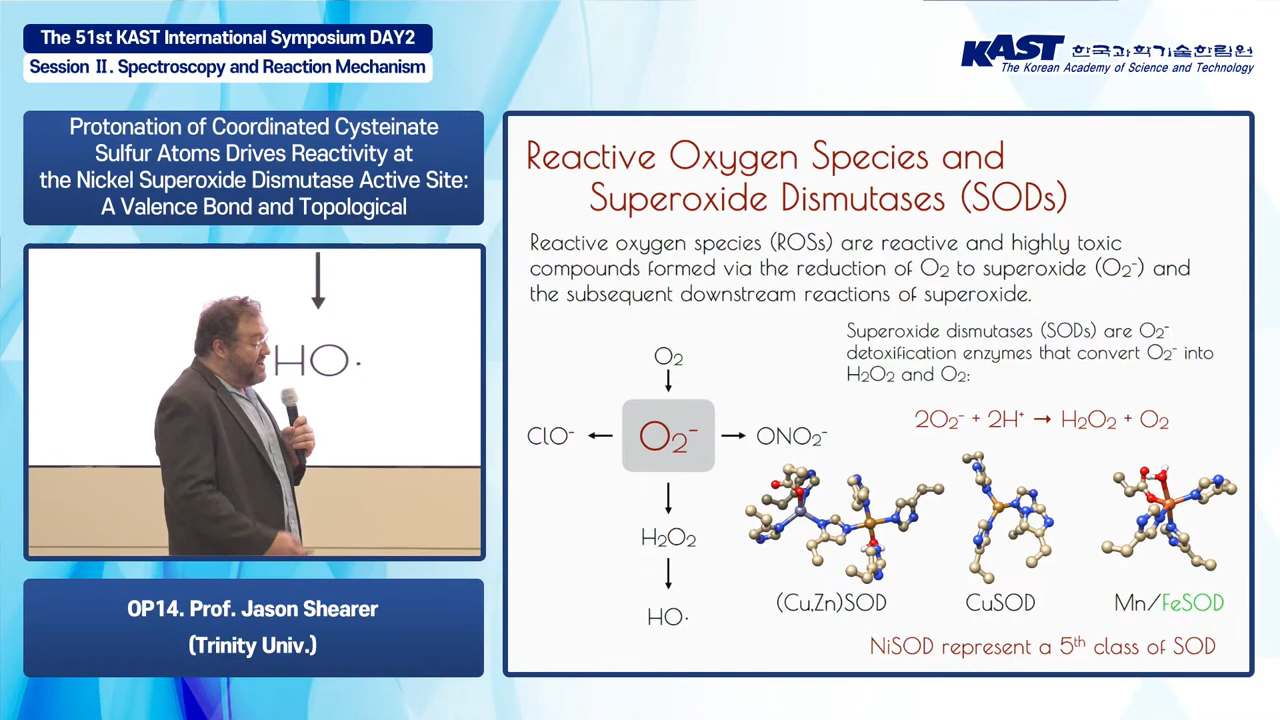 The 51st KAST International Symposium DAY2
Session Ⅱ. Spectroscopy and Reaction Mechanism
KAST 한국과학기술한림원
The Korean Academy of Science and Technology
Protonation of Coordinated Cysteinate
Sulfur Atoms Drives Reactivity at
the Nickel Superoxide Dismutase Active Site:
A Valence Bond and Topological
HO·
OP14. Prof. Jason Shearer
(Trinity Univ.)
Reactive Oxygen Species and
Superoxide Dismutases (SODs)
Reactive oxygen species (ROSs) are reactive and highly toxic
compounds formed via the reduction of O₂ to superoxide (O₂⁻) and
the subsequent downstream reactions of superoxide.
Superoxide dismutases (SODs) are O₂⁻
detoxification enzymes that convert O₂⁻ into
H₂O₂ and O₂:
2O₂⁻ + 2H⁺ → H₂O₂ + O₂
O₂
ClO⁻ ← O₂⁻ → ONO₂⁻
H₂O₂
HO·
(Cu,Zn)SOD CuSOD Mn/FeSOD
NiSOD represent a 5th class of SOD